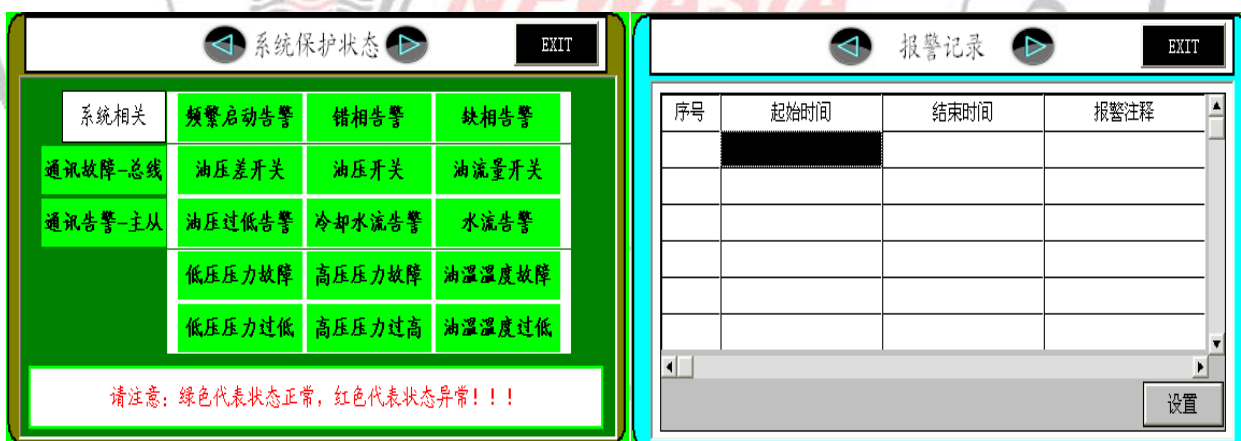 系统保护状态
EXIT
系统相关
频繁启动告警
错相告警
缺相告警
通讯故障-总线
油压差开关
油压开关
油流量开关
通讯告警-主从
油压过低告警
冷却水流告警
水流告警
低压压力故障
高压压力故障
油温温度故障
低压压力过低
高压压力过高
油温温度过低
请注意：绿色代表状态正常，红色代表状态异常！！！
报警记录
EXIT
序号
起始时间
结束时间
报警注释
设置